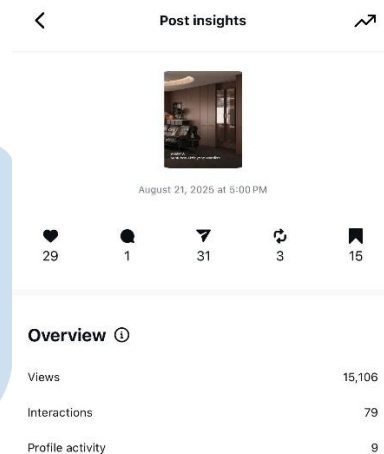 Post insights
August 21, 2025 at 5:00 PM
29 1 31 3 15
Overview
Views 15,106
Interactions 79
Profile activity 9